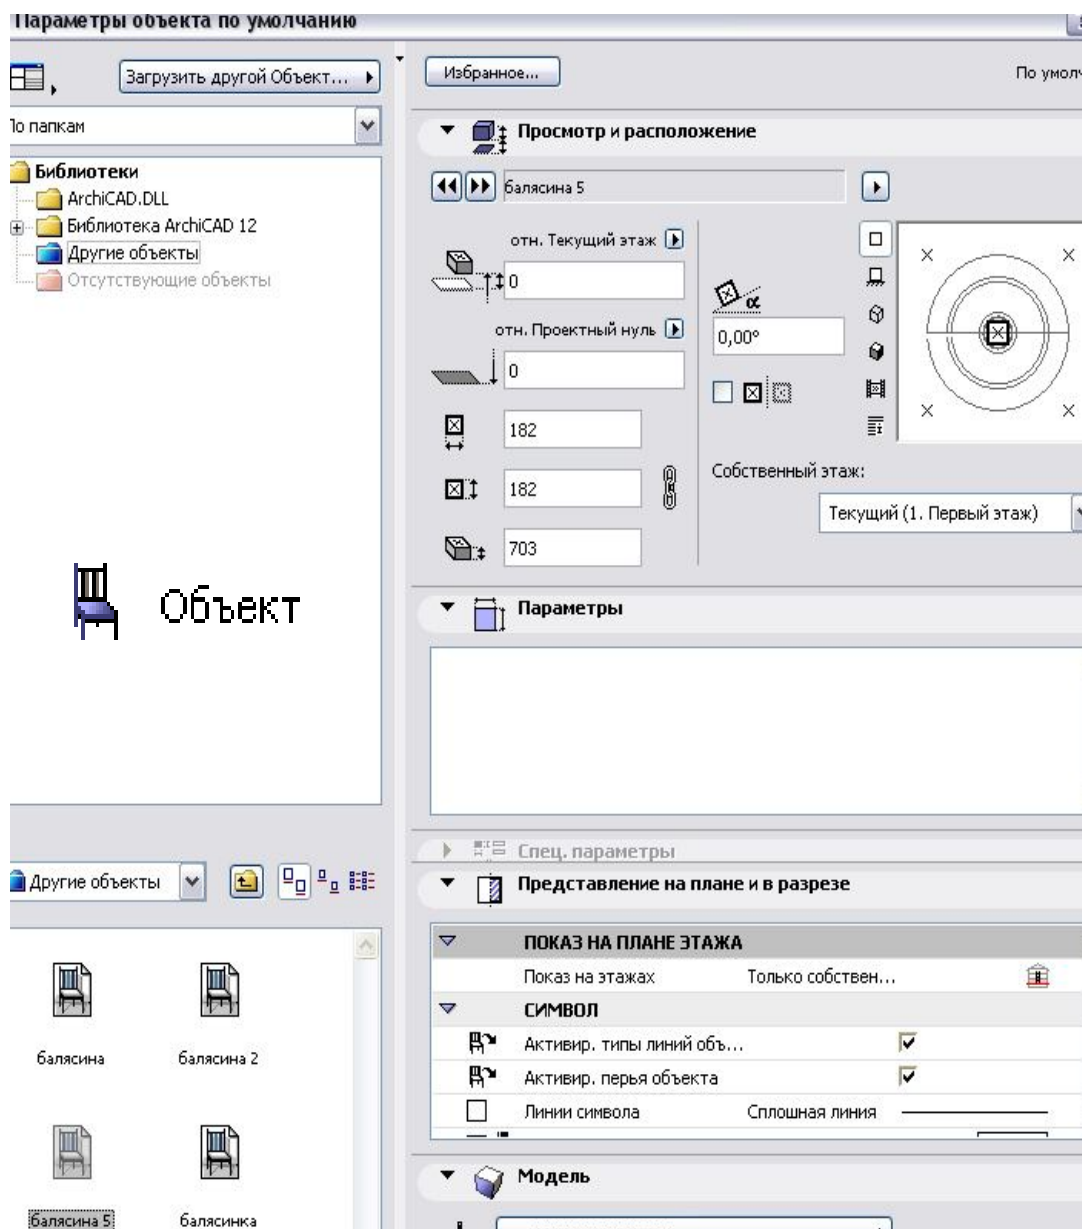 Параметры объекта по умолчанию
Загрузить другой Объект...
По папкам
Библиотеки
ArchiCAD.DLL
Библиотека ArchiCAD 12
Другие объекты
Отсутствующие объекты
Объект
Другие объекты
балясина
балясина 2
балясина 5
балясинка
Избранное...
По умолч
Просмотр и расположение
балясина 5
отн. Текущий этаж
0
отн. Проектный нуль
0
182
182
703
α
0,00°
Собственный этаж:
Текущий (1. Первый этаж)
Параметры
Спец. параметры
Представление на плане и в разрезе
ПОКАЗ НА ПЛАНЕ ЭТАЖА
Показ на этажах Только собствен...
СИМВОЛ
Активир. типы линий объ...
Активир. перья объекта
Линии символа Сплошная линия
Модель